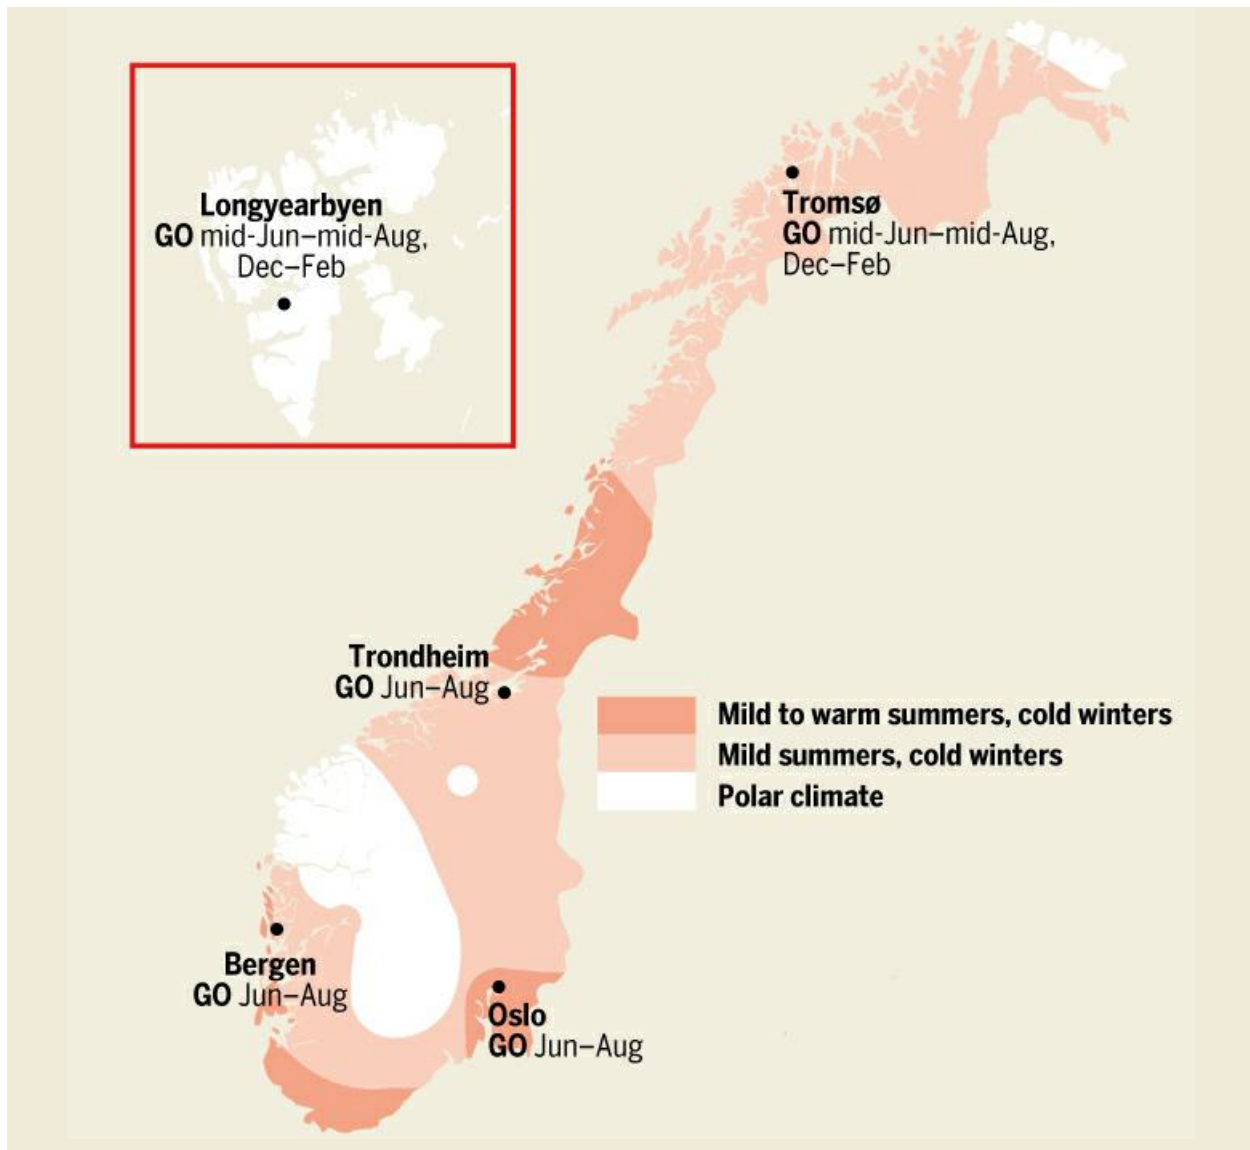 Longyearbyen
GO mid-Jun–mid-Aug,
Dec–Feb
Tromsø
GO mid-Jun–mid-Aug,
Dec–Feb
Trondheim
GO Jun–Aug
Mild to warm summers, cold winters
Mild summers, cold winters
Polar climate
Bergen
GO Jun–Aug
Oslo
GO Jun–Aug